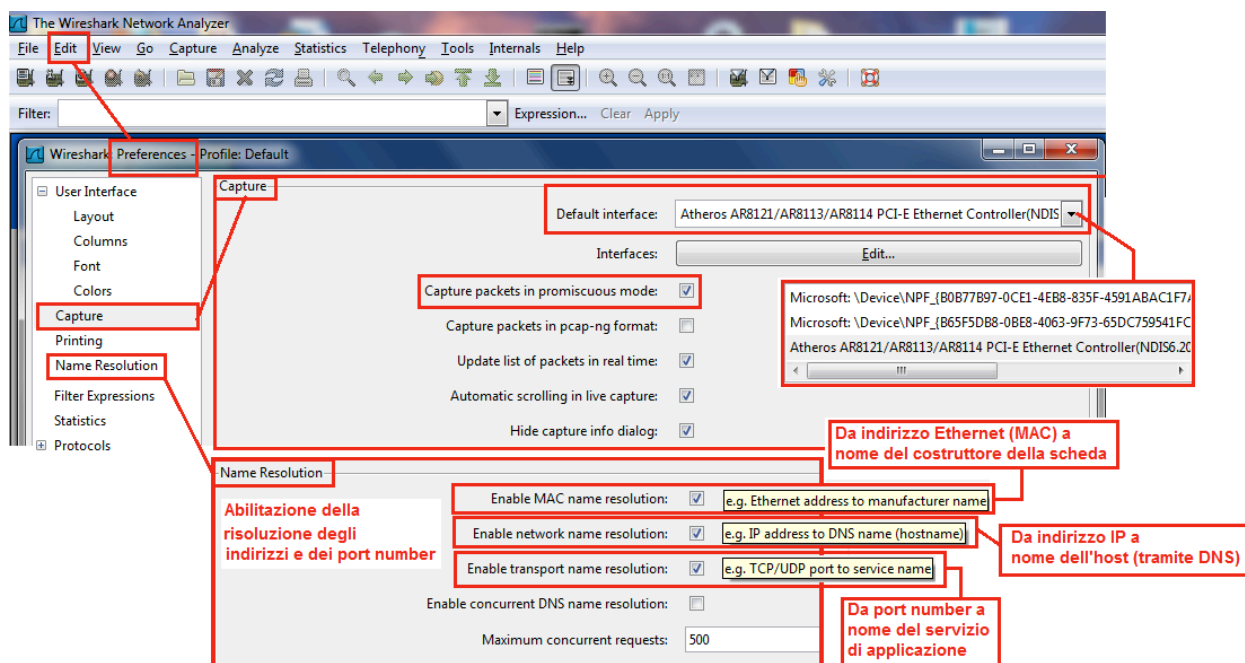 The Wireshark Network Analyzer
File Edit View Go Capture Analyze Statistics Telephony Tools Internals Help
Filter: Expression... Clear Apply
Wireshark: Preferences - Profile: Default
User Interface
Layout
Columns
Font
Colors
Capture
Printing
Name Resolution
Filter Expressions
Statistics
Protocols
Capture
Default interface: Atheros AR8121/AR8113/AR8114 PCI-E Ethernet Controller(NDIS
Interfaces: Edit...
Capture packets in promiscuous mode:
Capture packets in pcap-ng format:
Update list of packets in real time:
Automatic scrolling in live capture:
Hide capture info dialog:
Microsoft: \Device\NPF_{B0B77B97-0CE1-4EB8-835F-4591ABAC1F7
Microsoft: \Device\NPF_{B65F5DB8-0BE8-4063-9F73-65DC759541FC
Atheros AR8121/AR8113/AR8114 PCI-E Ethernet Controller(NDIS6.20
Da indirizzo Ethernet (MAC) a
nome del costruttore della scheda
Name Resolution
Abilitazione della
risoluzione degli
indirizzi e dei port number
Enable MAC name resolution: e.g. Ethernet address to manufacturer name
Enable network name resolution: e.g. IP address to DNS name (hostname)
Enable transport name resolution: e.g. TCP/UDP port to service name
Enable concurrent DNS name resolution:
Maximum concurrent requests: 500
Da indirizzo IP a
nome dell'host (tramite DNS)
Da port number a
nome del servizio
di applicazione